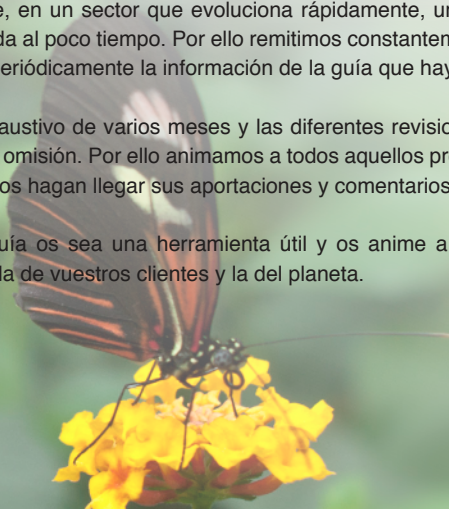 e, en un sector que evoluciona rápidamente, un
da al poco tiempo. Por ello remitimos constantem
eriódicamente la información de la guía que hay
austivo de varios meses y las diferentes revisio
omisión. Por ello animamos a todos aquellos pr
os hagan llegar sus aportaciones y comentarios
uía os sea una herramienta útil y os anime a
la de vuestros clientes y la del planeta.